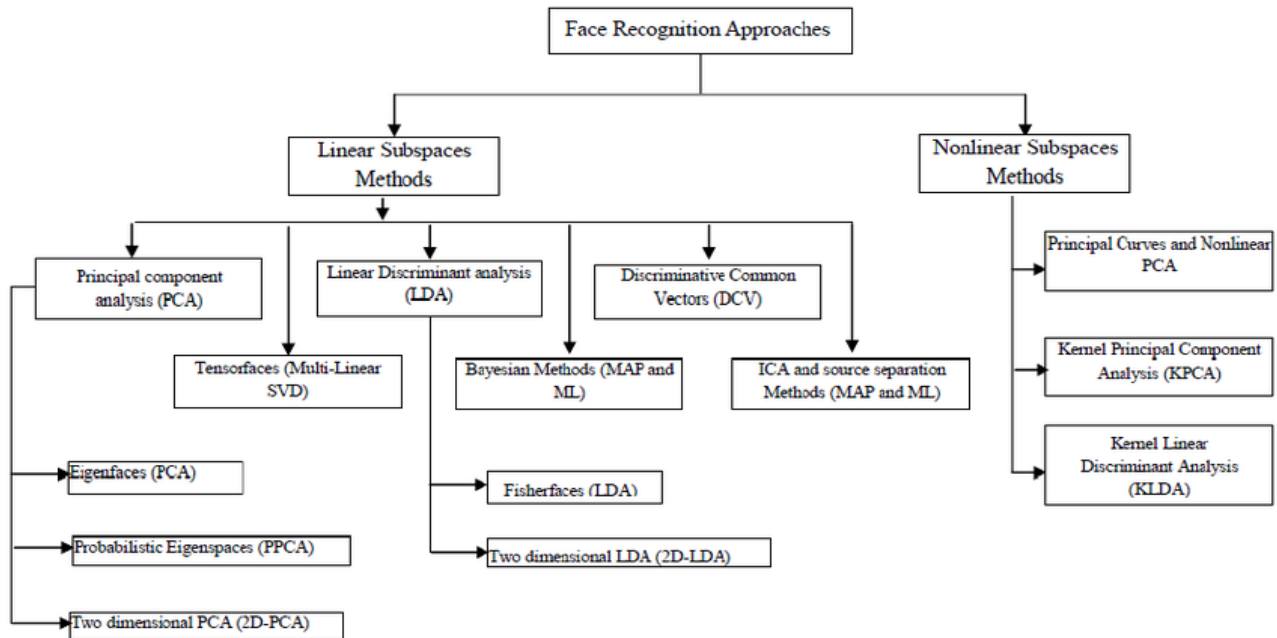 Face Recognition Approaches
Linear Subspaces
Methods
Nonlinear Subspaces
Methods
Principal component
analysis (PCA)
Linear Discriminant analysis
(LDA)
Discriminative Common
Vectors (DCV)
Principal Curves and Nonlinear
PCA
Tensorfaces (Multi-Linear
SVD)
Bayesian Methods (MAP and
ML)
ICA and source separation
Methods (MAP and ML)
Kernel Principal Component
Analysis (KPCA)
Kernel Linear
Discriminant Analysis
(KLDA)
Eigenfaces (PCA)
Fisherfaces (LDA)
Probabilistic Eigenspaces (PPCA)
Two dimensional LDA (2D-LDA)
Two dimensional PCA (2D-PCA)